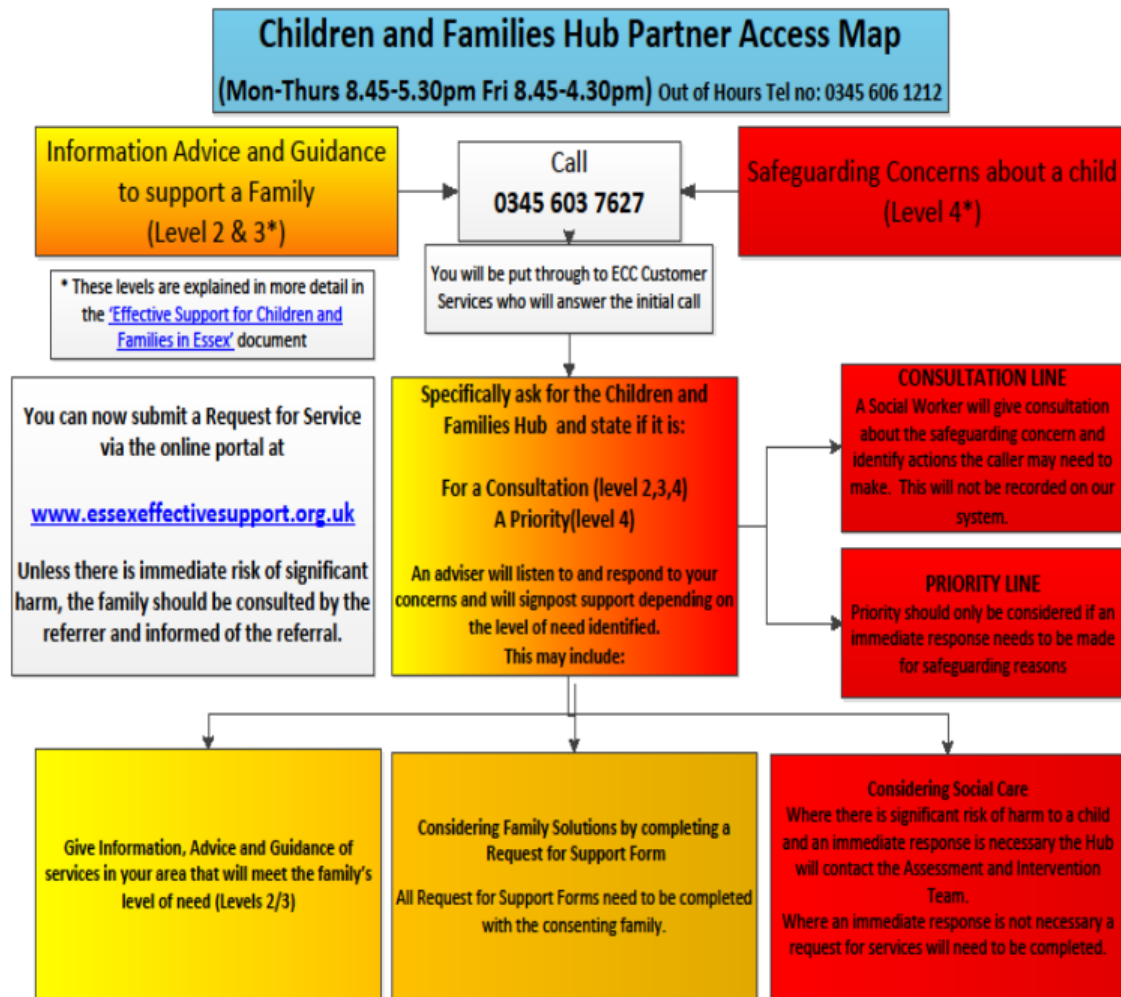 Children and Families Hub Partner Access Map
(Mon-Thurs 8.45-5.30pm Fri 8.45-4.30pm) Out of Hours Tel no: 0345 606 1212
Information Advice and Guidance
to support a Family
(Level 2 & 3*)
Call
0345 603 7627
Safeguarding Concerns about a child
(Level 4*)
* These levels are explained in more detail in
the 'Effective Support for Children and
Families in Essex' document
You will be put through to ECC Customer
Services who will answer the initial call
You can now submit a Request for Service
via the online portal at
www.essexeffectivesupport.org.uk
Unless there is immediate risk of significant
harm, the family should be consulted by the
referrer and informed of the referral.
Specifically ask for the Children and
Families Hub and state if it is:
For a Consultation (level 2,3,4)
A Priority(level 4)
An adviser will listen to and respond to your
concerns and will signpost support depending on
the level of need identified.
This may include:
CONSULTATION LINE
A Social Worker will give consultation
about the safeguarding concern and
identify actions the caller may need to
make. This will not be recorded on our
system.
PRIORITY LINE
Priority should only be considered if an
immediate response needs to be made
for safeguarding reasons
Give Information, Advice and Guidance of
services in your area that will meet the family's
level of need (Levels 2/3)
Considering Family Solutions by completing a
Request for Support Form
All Request for Support Forms need to be completed
with the consenting family.
Considering Social Care
Where there is significant risk of harm to a child
and an immediate response is necessary the Hub
will contact the Assessment and Intervention
Team.
Where an immediate response is not necessary a
request for services will need to be completed.